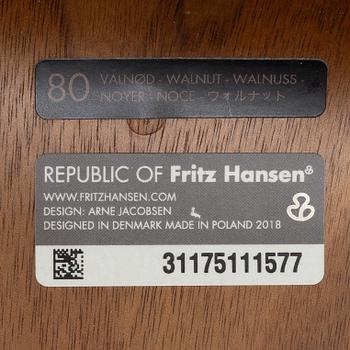 80 VALNØD - WALNUT - WALNUSS -
NOYER - NOCE - ウォルナット
REPUBLIC OF Fritz Hansen
WWW.FRITZHANSEN.COM
DESIGN: ARNE JACOBSEN
DESIGNED IN DENMARK MADE IN POLAND 2018
31175111577